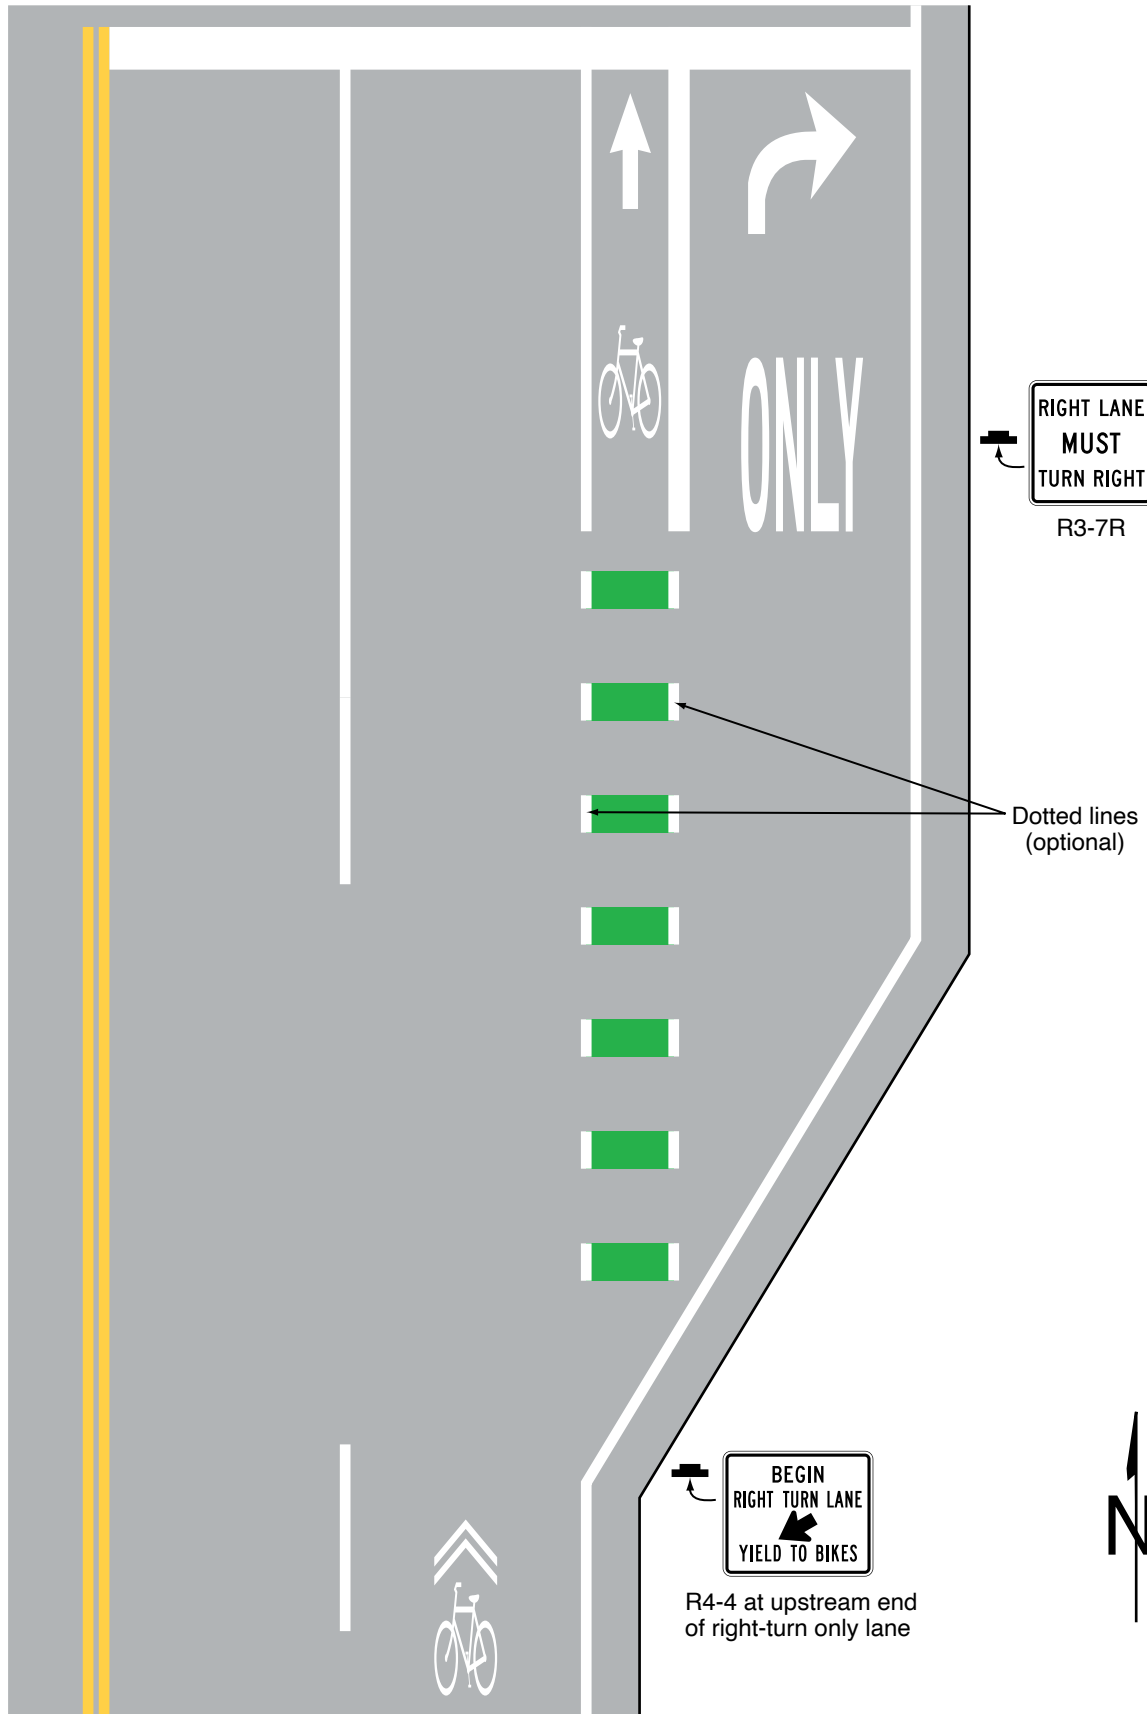 ONLY
RIGHT LANE
MUST
TURN RIGHT
R3-7R
Dotted lines
(optional)
BEGIN
RIGHT TURN LANE
YIELD TO BIKES
R4-4 at upstream end
of right-turn only lane
N